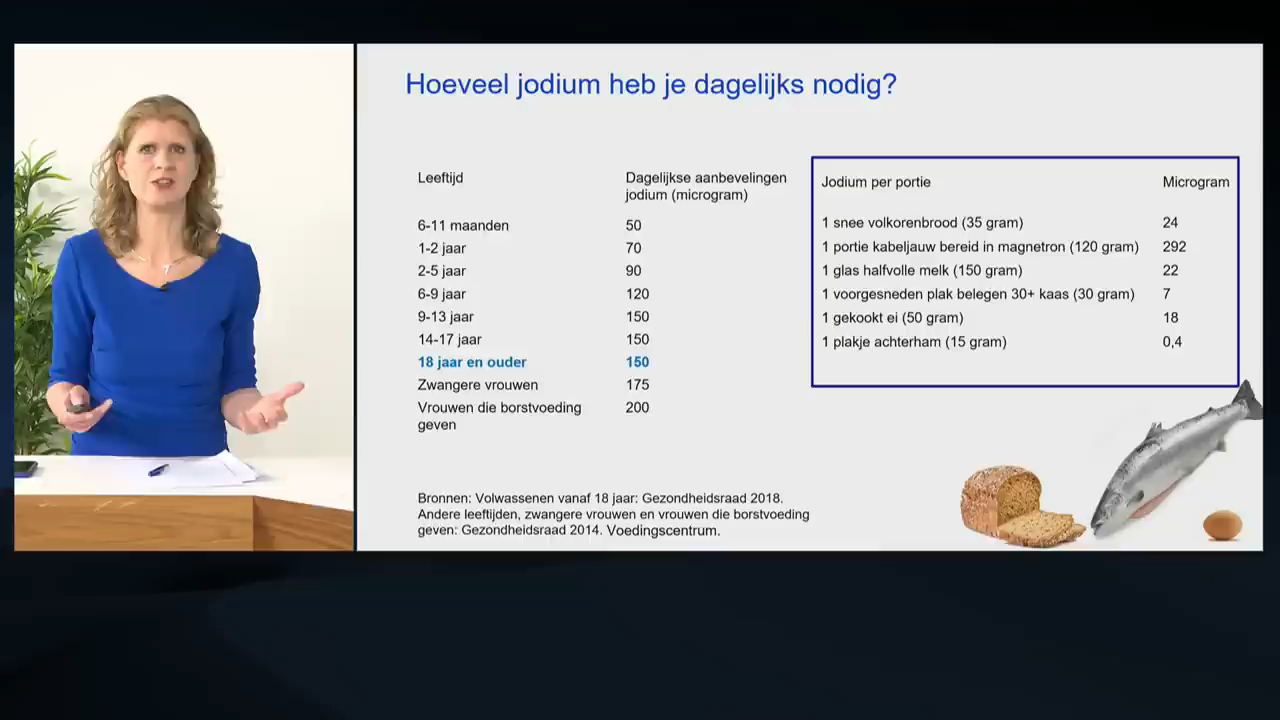 Hoeveel jodium heb je dagelijks nodig?
Leeftijd
Dagelijkse aanbevelingen
jodium (microgram)
6-11 maanden 50
1-2 jaar 70
2-5 jaar 90
6-9 jaar 120
9-13 jaar 150
14-17 jaar 150
18 jaar en ouder 150
Zwangere vrouwen 175
Vrouwen die borstvoeding 200
geven
Jodium per portie Microgram
1 snee volkorenbrood (35 gram) 24
1 portie kabeljauw bereid in magnetron (120 gram) 292
1 glas halfvolle melk (150 gram) 22
1 voorgesneden plak belegen 30+ kaas (30 gram) 7
1 gekookt ei (50 gram) 18
1 plakje achterham (15 gram) 0,4
Bronnen: Volwassenen vanaf 18 jaar: Gezondheidsraad 2018.
Andere leeftijden, zwangere vrouwen en vrouwen die borstvoeding
geven: Gezondheidsraad 2014. Voedingscentrum.